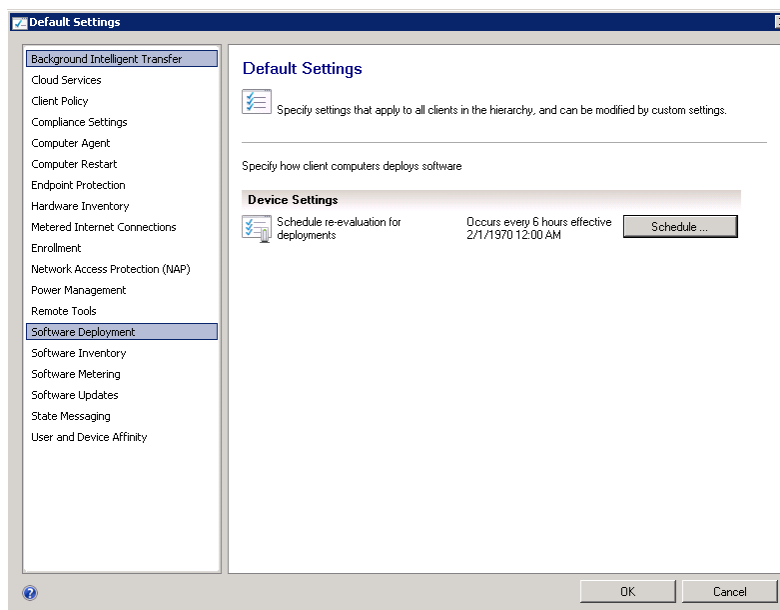 Default Settings
Background Intelligent Transfer
Cloud Services
Client Policy
Compliance Settings
Computer Agent
Computer Restart
Endpoint Protection
Hardware Inventory
Metered Internet Connections
Enrollment
Network Access Protection (NAP)
Power Management
Remote Tools
Software Deployment
Software Inventory
Software Metering
Software Updates
State Messaging
User and Device Affinity
Default Settings
Specify settings that apply to all clients in the hierarchy, and can be modified by custom settings.
Specify how client computers deploys software
Device Settings
Schedule re-evaluation for
deployments
Occurs every 6 hours effective
2/1/1970 12:00 AM
Schedule ...
OK
Cancel